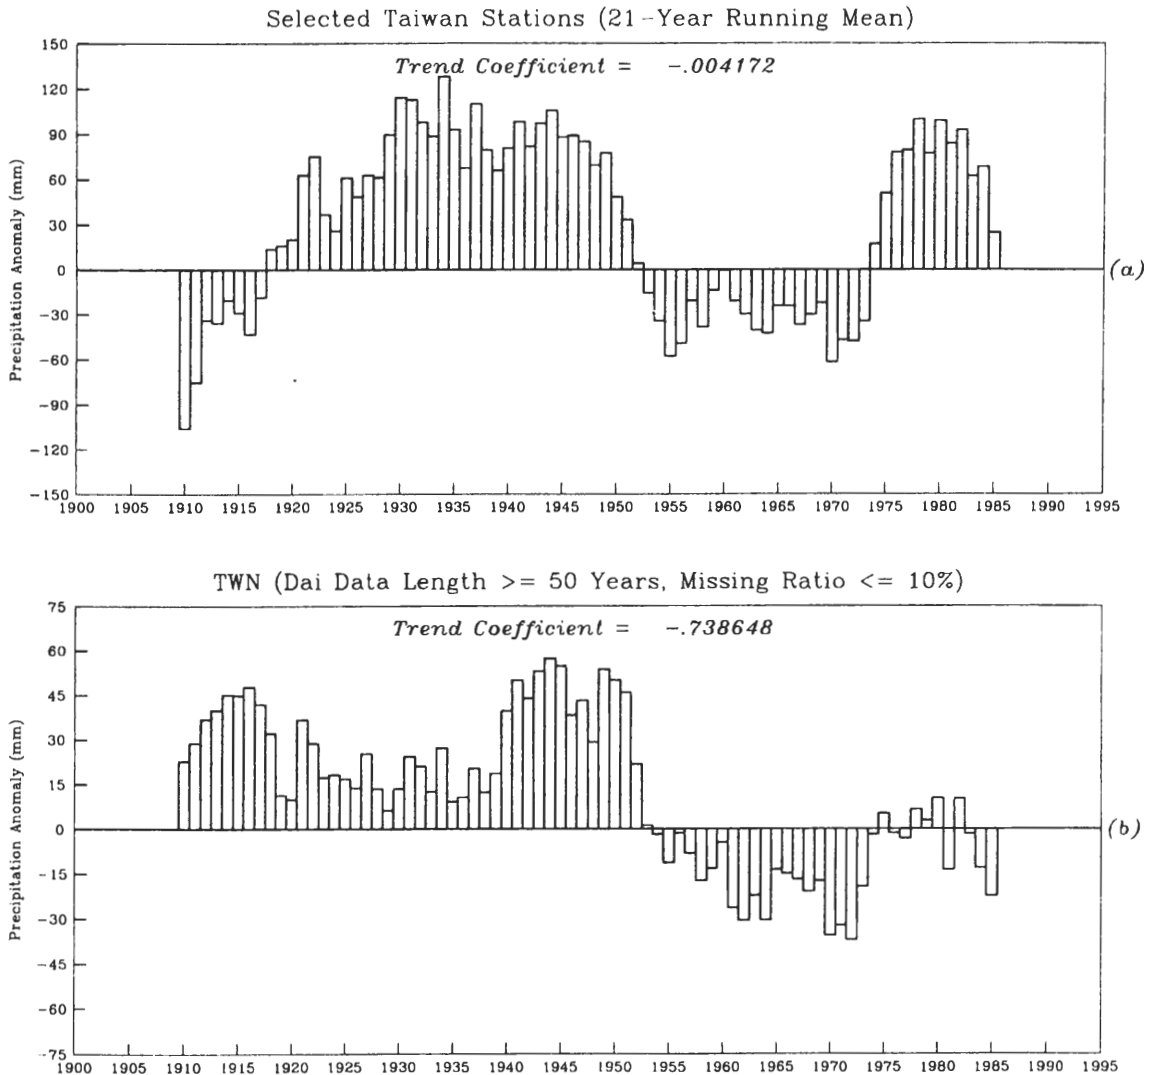 Selected Taiwan Stations (21-Year Running Mean)
Trend Coefficient = -.004172
Precipitation Anomaly (mm)
150
120
90
60
30
0
-30
-60
-90
-120
-150
(a)
1900 1905 1910 1915 1920 1925 1930 1935 1940 1945 1950 1955 1960 1965 1970 1975 1980 1985 1990 1995
TWN (Dai Data Length >= 50 Years, Missing Ratio <= 10%)
Trend Coefficient = -.738648
Precipitation Anomaly (mm)
75
60
45
30
15
0
-15
-30
-45
-60
-75
(b)
1900 1905 1910 1915 1920 1925 1930 1935 1940 1945 1950 1955 1960 1965 1970 1975 1980 1985 1990 1995